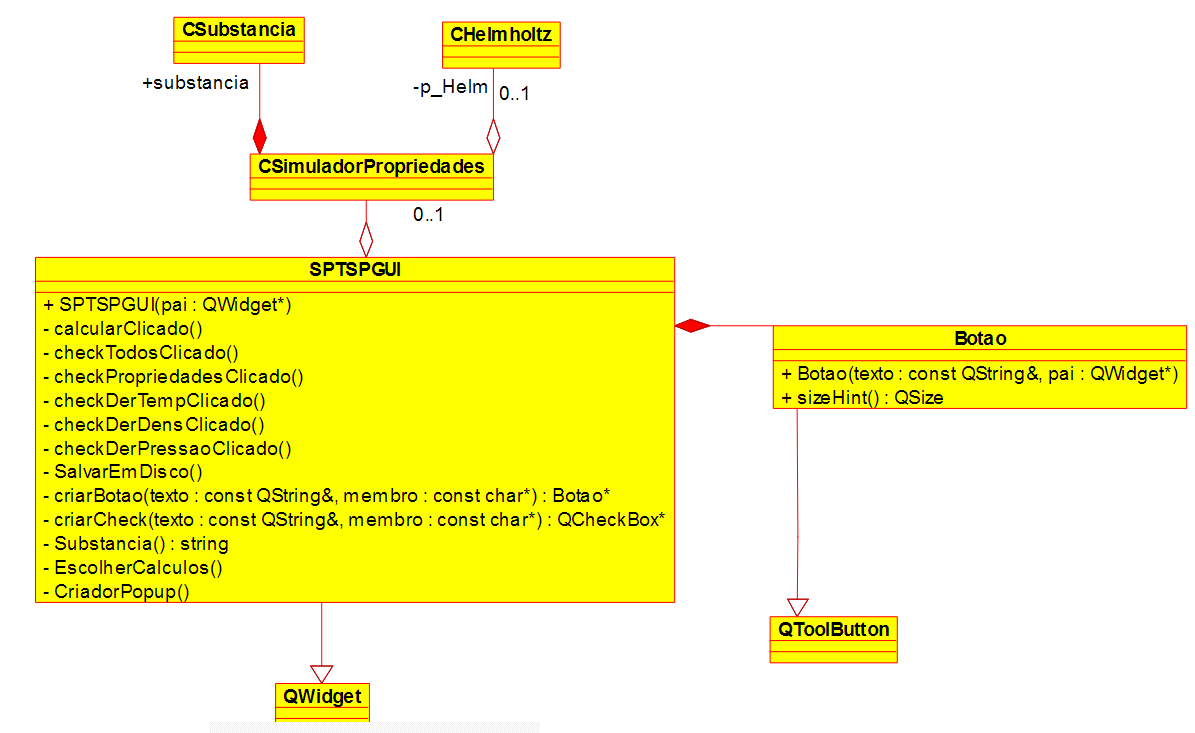 CSubstancia
CHelmholtz
+substancia
-p_Helm
0..1
CSimuladorPropriedades
0..1
SPTSPGUI
+ SPTSPGUI(pai : QWidget*)
- calcularClicado()
- checkTodosClicado()
- checkPropriedadesClicado()
- checkDerTempClicado()
- checkDerDensClicado()
- checkDerPressaoClicado()
- SalvarEmDisco()
- criarBotao(texto : const QString&, membro : const char*) : Botao*
- criarCheck(texto : const QString&, membro : const char*) : QCheckBox*
- Substancia() : string
- EscolherCalculos()
- CriadorPopup()
Botao
+ Botao(texto : const QString&, pai : QWidget*)
+ sizeHint() : QSize
QToolButton
QWidget